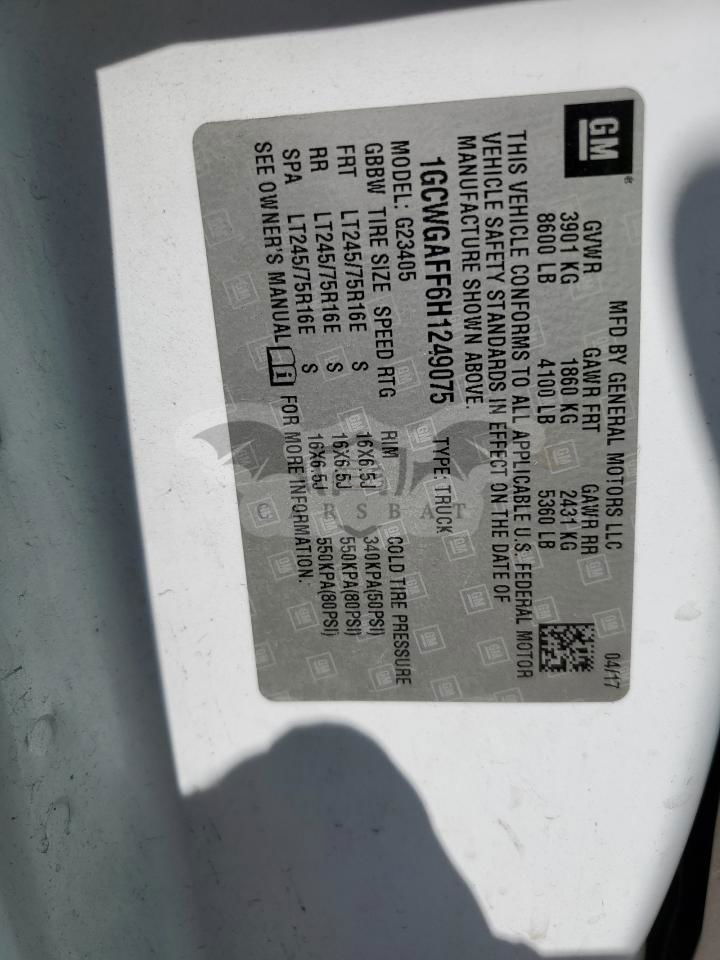 GM
MFD BY GENERAL MOTORS LLC 04/17
GVWR GAWR FRT GAWR RR
3901 KG 1860 KG 2431 KG
8600 LB 4100 LB 5360 LB
THIS VEHICLE CONFORMS TO ALL APPLICABLE U.S. FEDERAL MOTOR
VEHICLE SAFETY STANDARDS IN EFFECT ON THE DATE OF
MANUFACTURE SHOWN ABOVE.
1GCWGAFF6H1249075 TYPE: TRUCK
MODEL: G23405
GBBW TIRE SIZE SPEED RTG RIM COLD TIRE PRESSURE
FRT LT245/75R16E S 16X6.5J 340KPA(50PSI)
RR LT245/75R16E S 16X6.5J 550KPA(80PSI)
SPA LT245/75R16E S 16X6.5J 550KPA(80PSI)
SEE OWNER'S MANUAL i FOR MORE INFORMATION.
CARSBAT